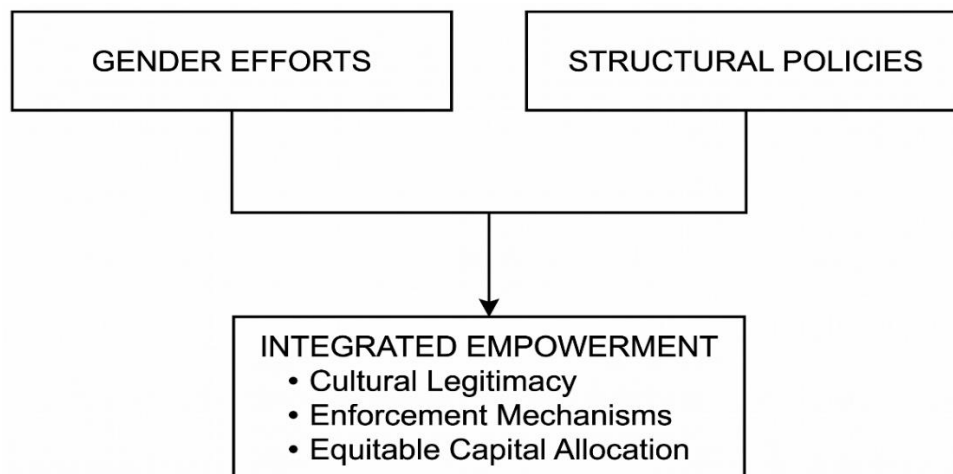 GENDER EFFORTS
STRUCTURAL POLICIES
INTEGRATED EMPOWERMENT
• Cultural Legitimacy
• Enforcement Mechanisms
• Equitable Capital Allocation